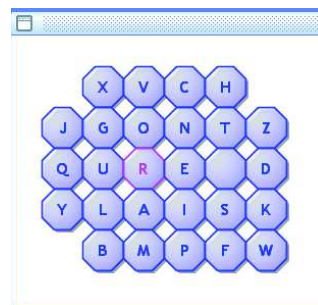 X V C H
J G O N T Z
Q U R E D
Y L A I S K
B M P F W